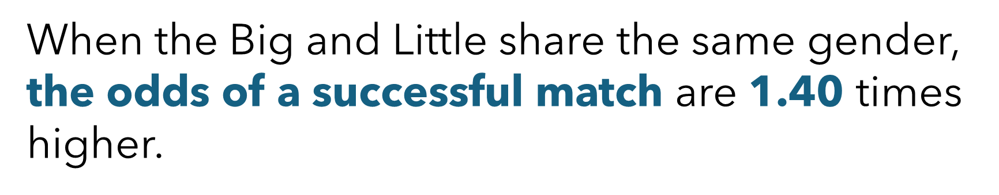 When the Big and Little share the same gender,
the odds of a successful match are 1.40 times
higher.